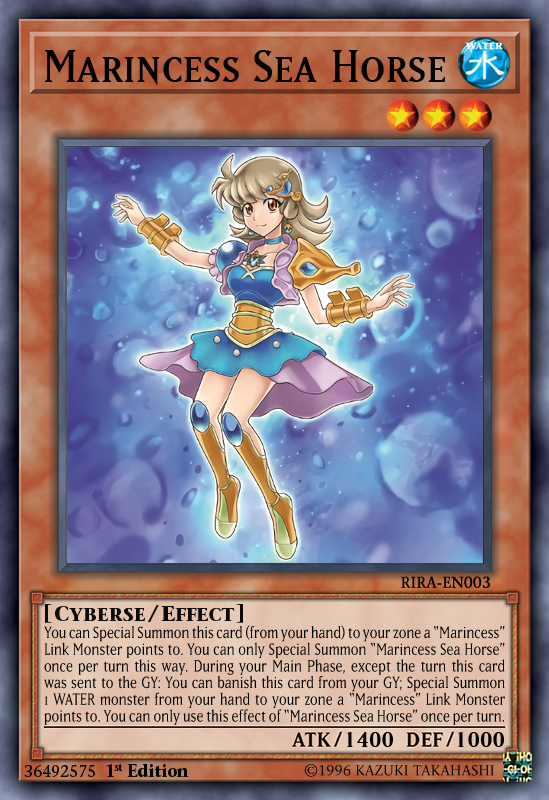 Marincess Sea Horse
WATER
水
RIRA-EN003
[Cyberse/Effect]
You can Special Summon this card (from your hand) to your zone a "Marincess"
Link Monster points to. You can only Special Summon "Marincess Sea Horse"
once per turn this way. During your Main Phase, except the turn this card
was sent to the GY: You can banish this card from your GY; Special Summon
1 WATER monster from your hand to your zone a "Marincess" Link Monster
points to. You can only use this effect of "Marincess Sea Horse" once per turn.
ATK/1400 DEF/1000
36492575 1st Edition ©1996 KAZUKI TAKAHASHI